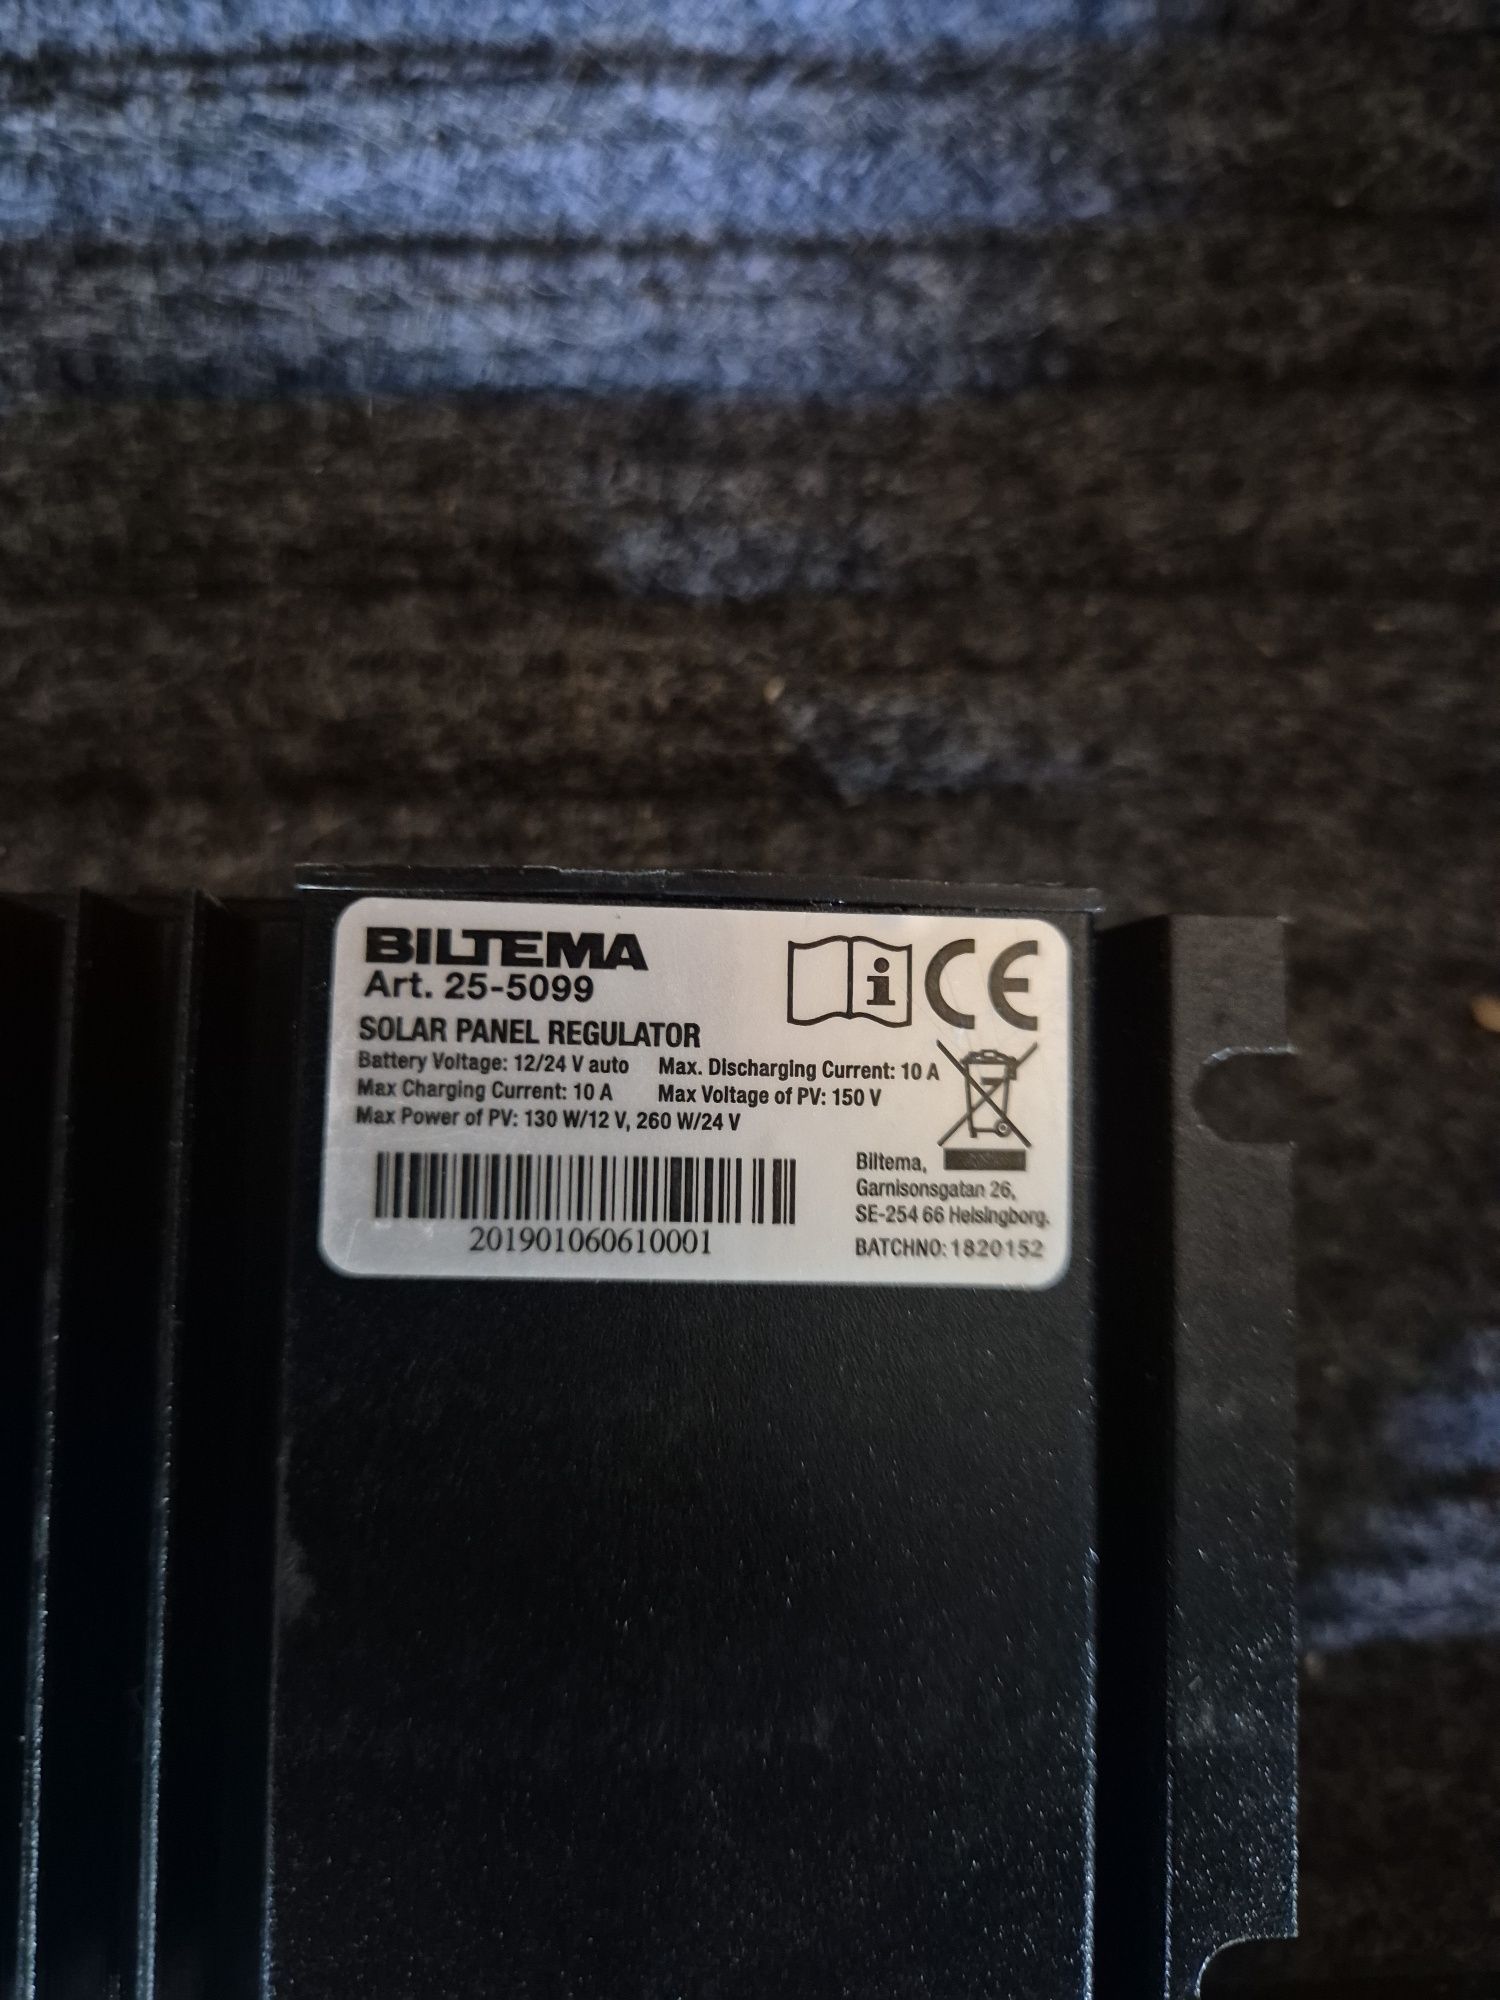 BILTEMA
Art. 25-5099
SOLAR PANEL REGULATOR
Battery Voltage: 12/24 V auto Max. Discharging Current: 10 A
Max Charging Current: 10 A Max Voltage of PV: 150 V
Max Power of PV: 130 W/12 V, 260 W/24 V
201901060610001
Biltema,
Garnisonsgatan 26,
SE-254 66 Helsingborg.
BATCHNO: 1820152
i
CE